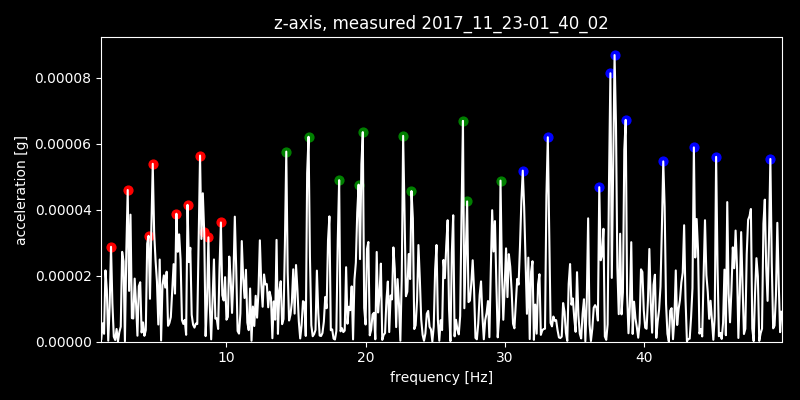 z-axis, measured 2017_11_23-01_40_02
0.00008
0.00006
0.00004
0.00002
0.00000
acceleration [g]
10 20 30 40
frequency [Hz]